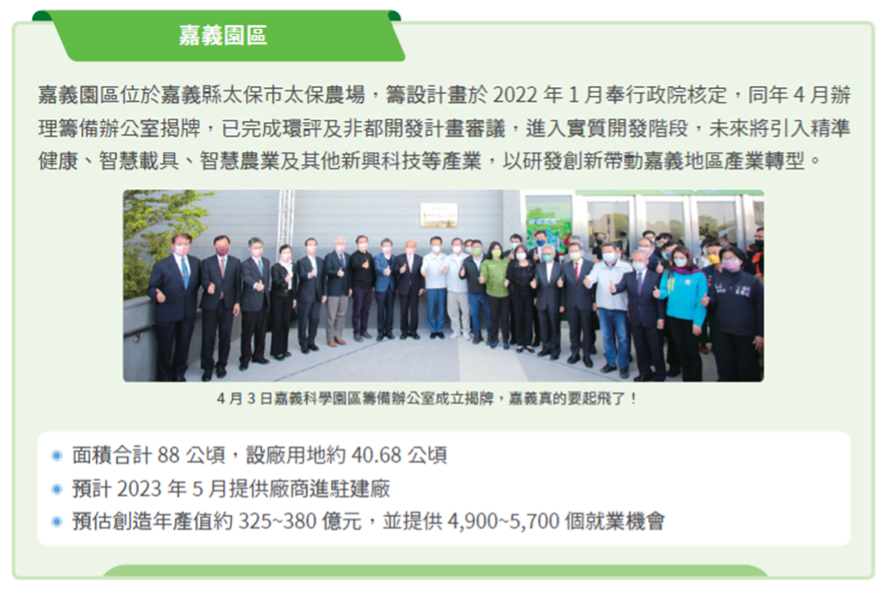 嘉義園區
嘉義園區位於嘉義縣太保市太保農場，籌設計畫於 2022 年 1 月奉行政院核定，同年 4 月辦
理籌備辦公室揭牌，已完成環評及非都開發計畫審議，進入實質開發階段，未來將引入精準
健康、智慧載具、智慧農業及其他新興科技等產業，以研發創新帶動嘉義地區產業轉型。
4 月 3 日嘉義科學園區籌備辦公室成立揭牌，嘉義真的要起飛了！
面積合計 88 公頃，設廠用地約 40.68 公頃
預計 2023 年 5 月提供廠商進駐建廠
預估創造年產值約 325~380 億元，並提供 4,900~5,700 個就業機會